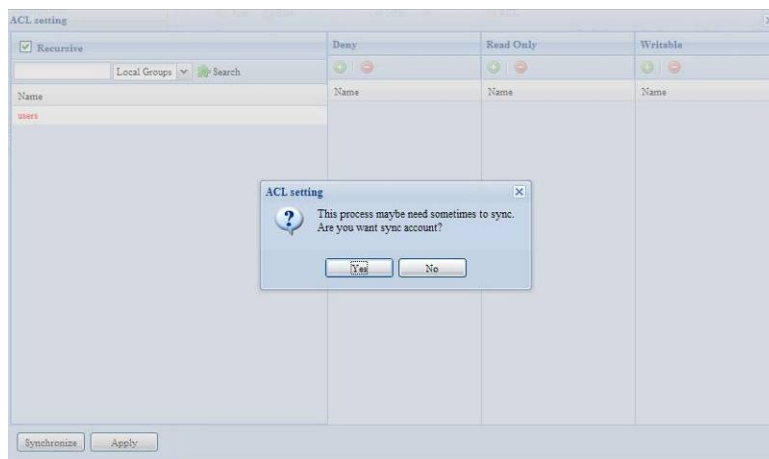 ACL setting
Recursive
Deny
Read Only
Writable
Local Groups
Search
Name
Name
Name
Name
users
ACL setting
This process maybe need sometimes to sync.
Are you want sync account?
Yes
No
Synchronize
Apply